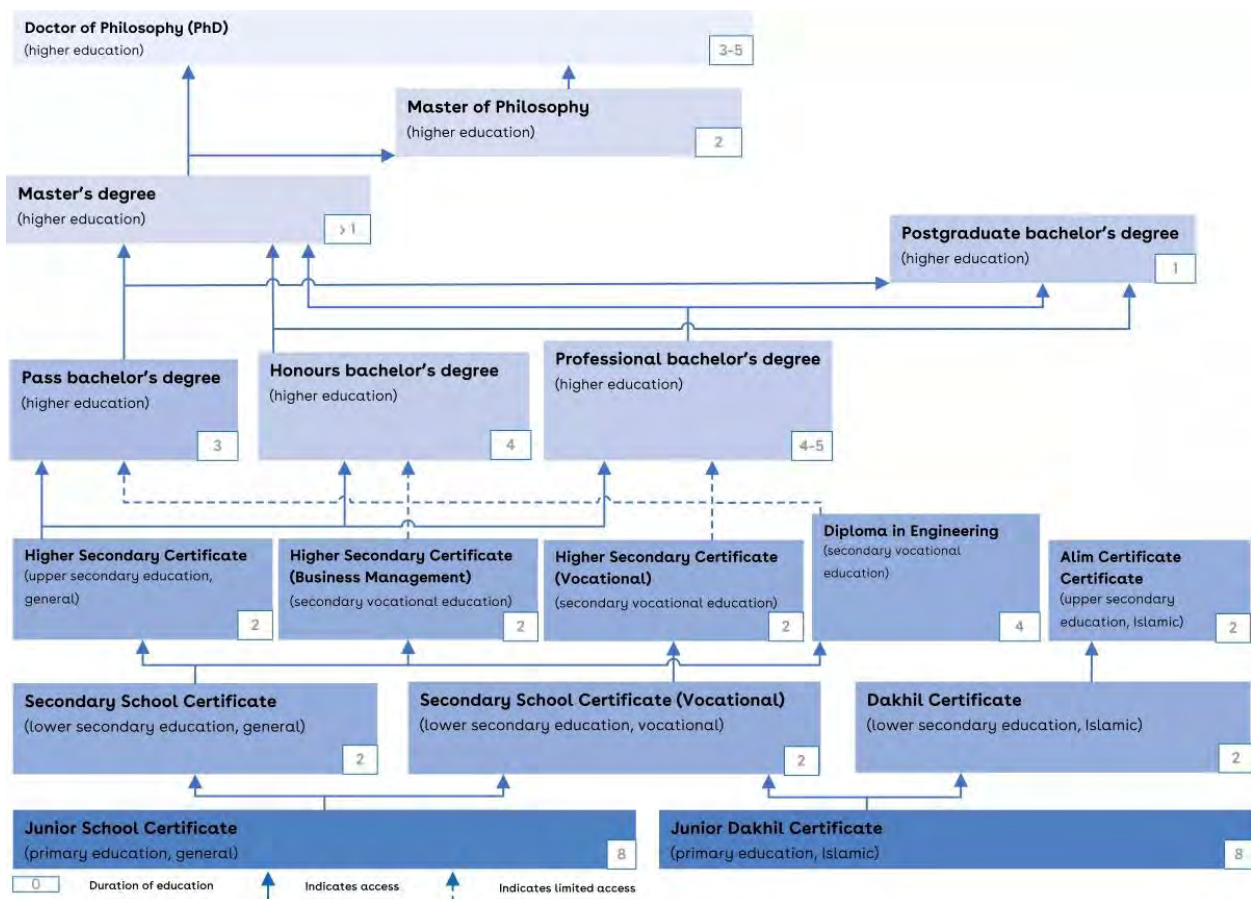 Doctor of Philosophy (PhD)
(higher education)
3-5
Master of Philosophy
(higher education)
2
Master's degree
(higher education)
> 1
Postgraduate bachelor's degree
(higher education)
1
Pass bachelor's degree
(higher education)
3
Honours bachelor's degree
(higher education)
4
Professional bachelor's degree
(higher education)
4-5
Higher Secondary Certificate
(upper secondary education,
general)
2
Higher Secondary Certificate
(Business Management)
(secondary vocational education)
2
Higher Secondary Certificate
(Vocational)
(secondary vocational education)
2
Diploma in Engineering
(secondary vocational
education)
4
Alim Certificate
Certificate
(upper secondary
education, Islamic)
2
Secondary School Certificate
(lower secondary education, general)
2
Secondary School Certificate (Vocational)
(lower secondary education, vocational)
2
Dakhil Certificate
(lower secondary education, Islamic)
2
Junior School Certificate
(primary education, general)
8
Junior Dakhil Certificate
(primary education, Islamic)
8
0
Duration of education
Indicates access
Indicates limited access